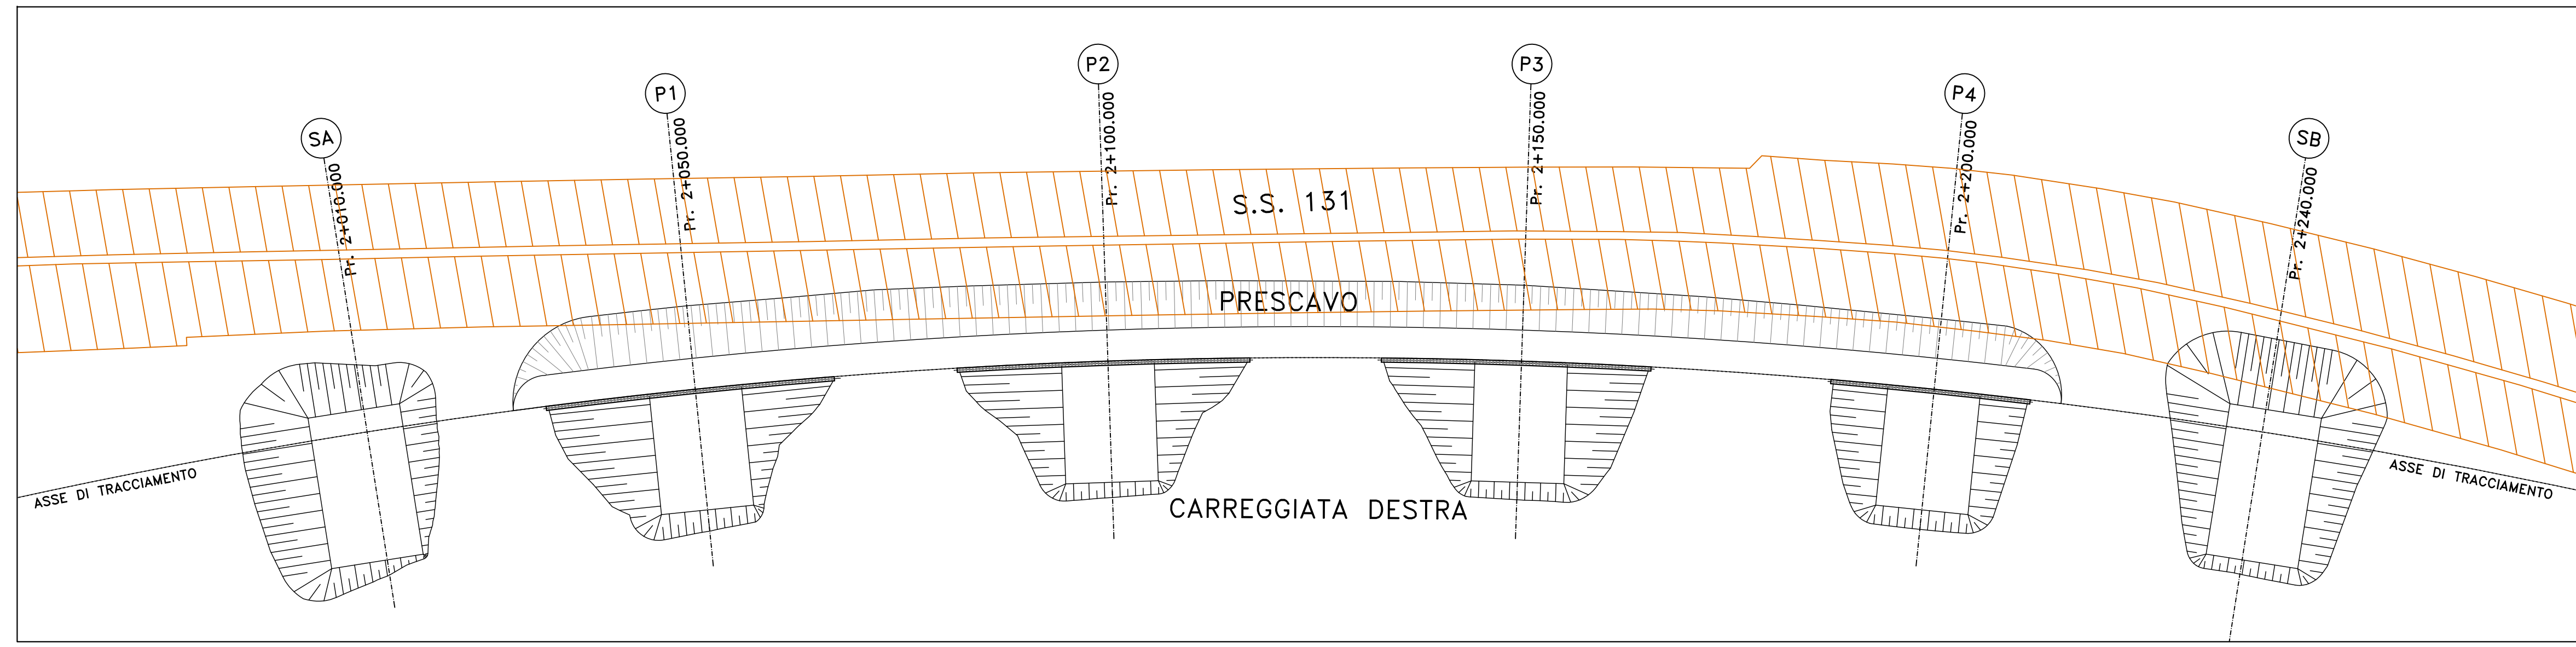 SA
Pr. 2+010.000
P1
Pr. 2+050.000
P2
Pr. 2+100.000
P3
Pr. 2+150.000
P4
Pr. 2+200.000
SB
Pr. 2+240.000
S.S. 131
PRESCAVO
ASSE DI TRACCIAMENTO
CARREGGIATA DESTRA
ASSE DI TRACCIAMENTO